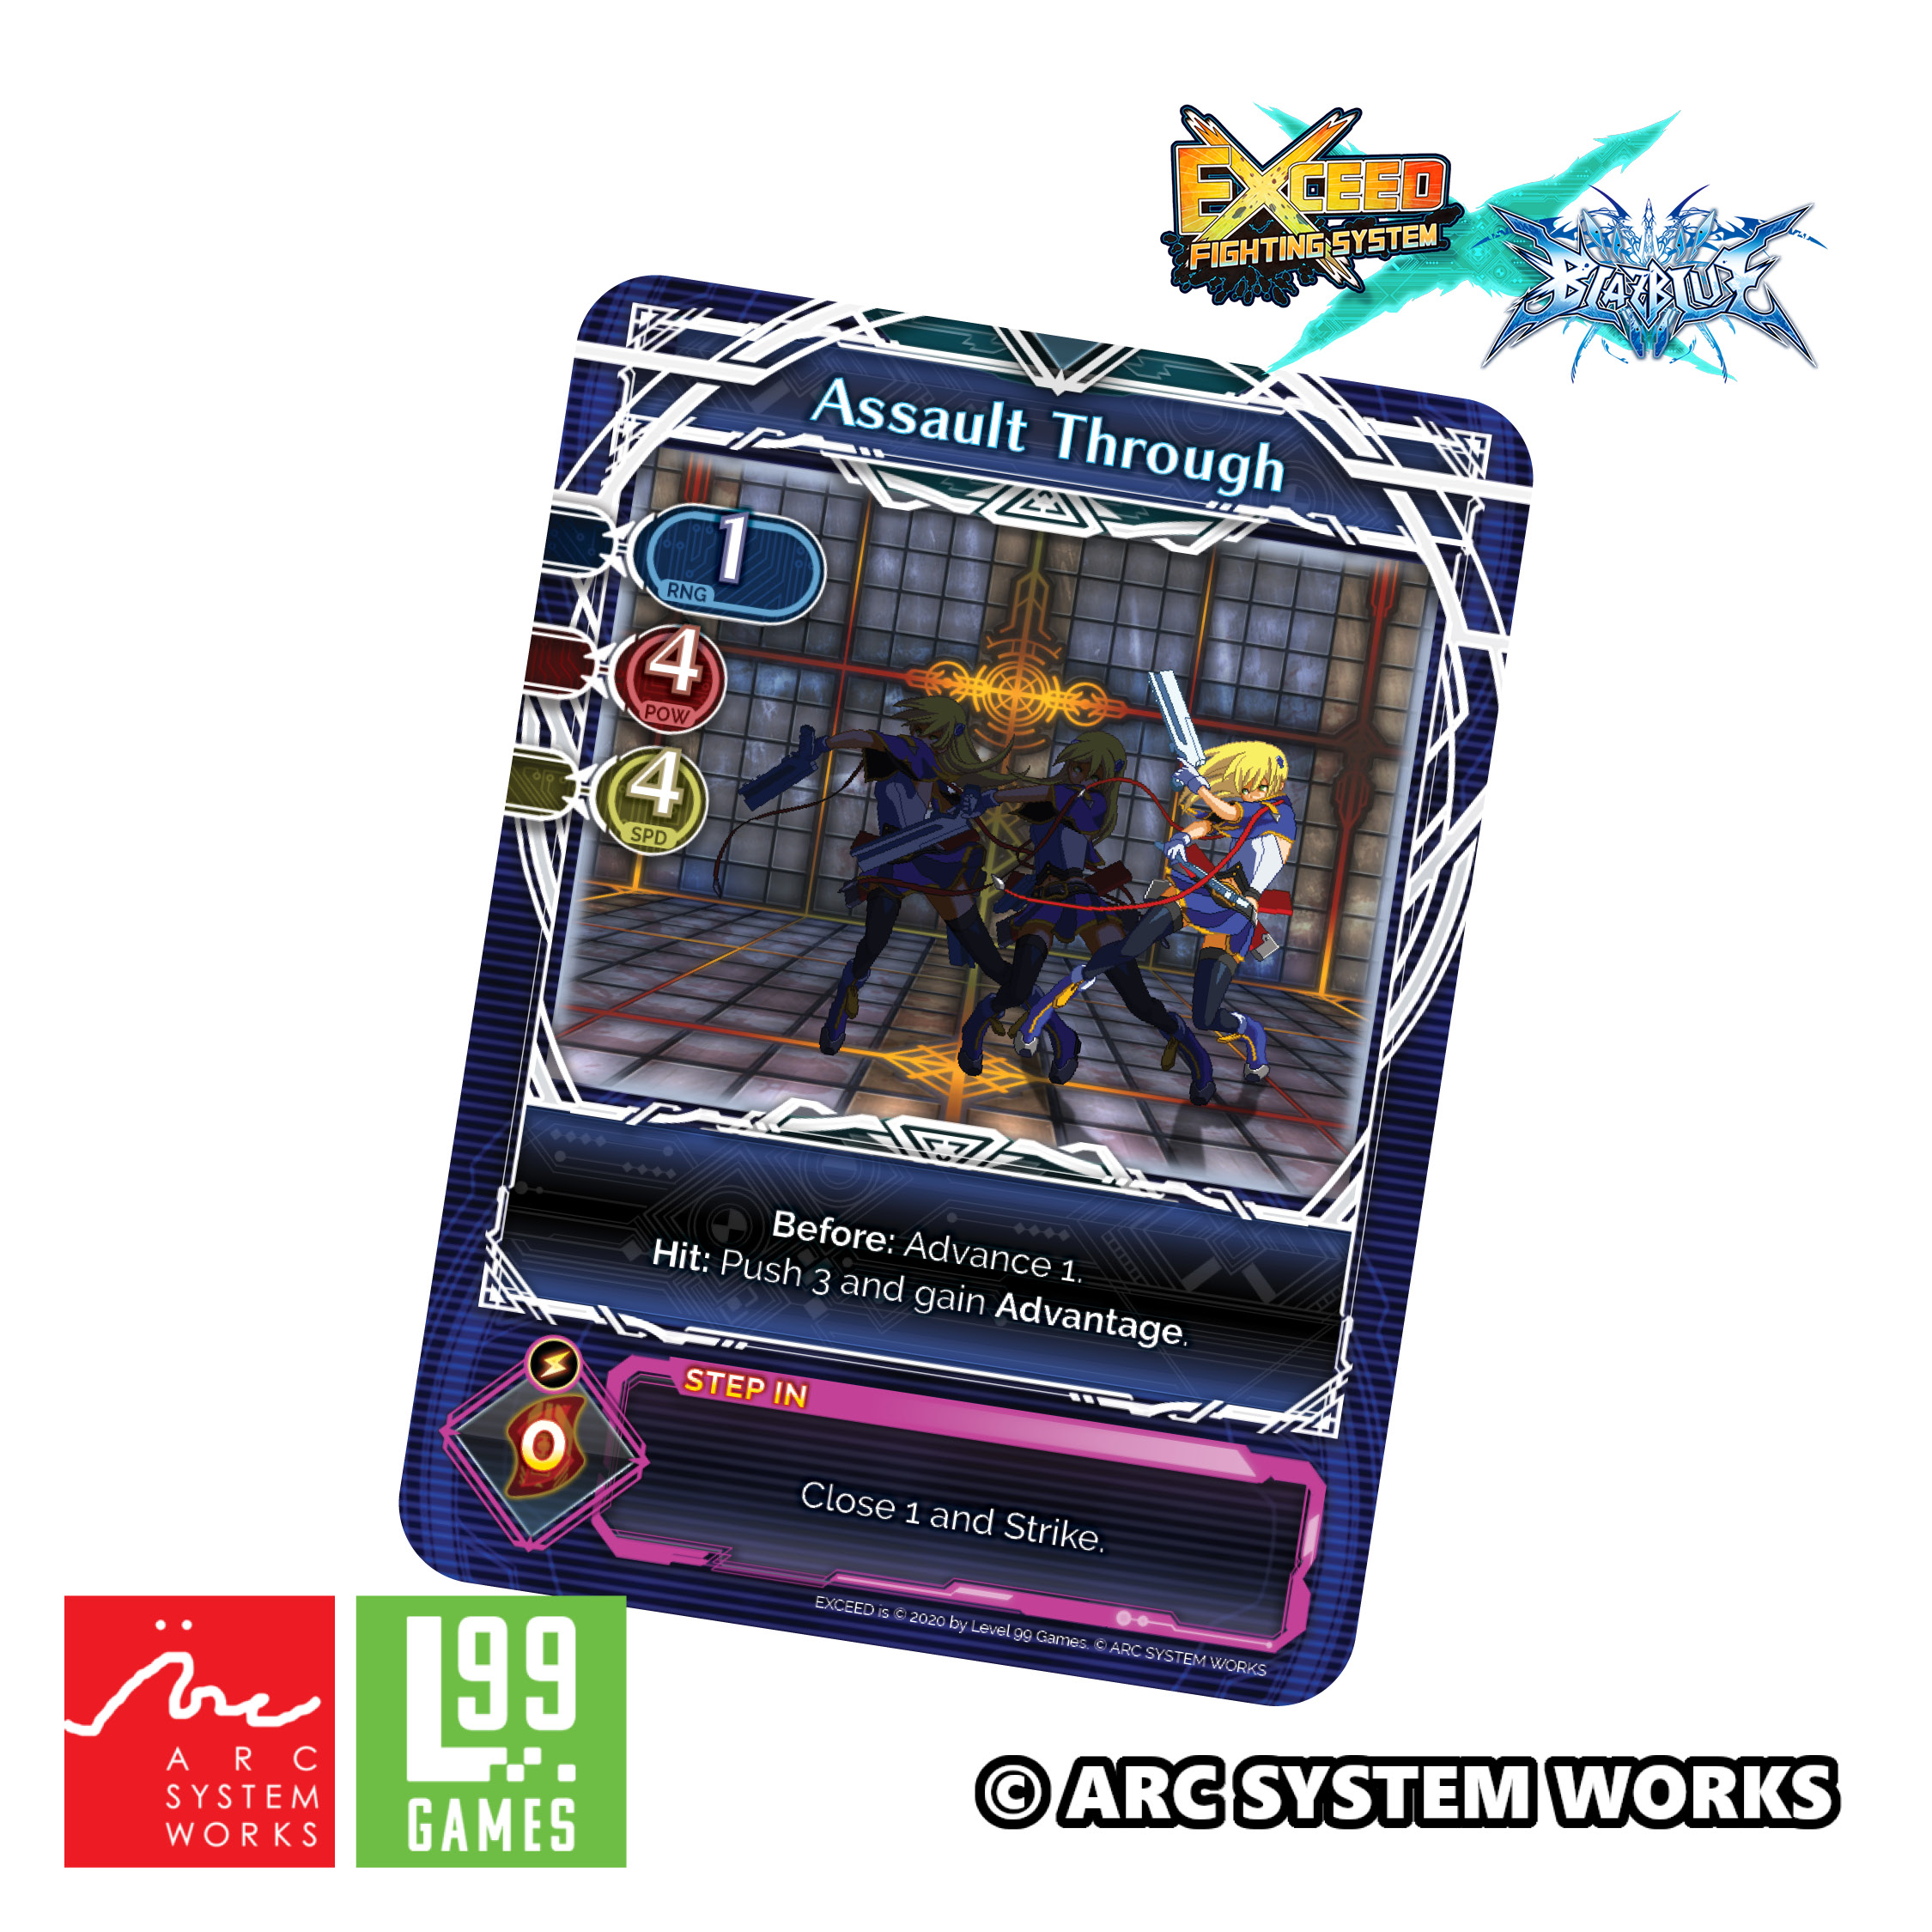 EXCEED
FIGHTING SYSTEM
BLAZBLUE
Assault Through
1
RNG
4
POW
4
SPD
Before: Advance 1.
Hit: Push 3 and gain Advantage.
STEP IN
0
Close 1 and Strike.
EXCEED is © 2020 by Level 99 Games. © ARC SYSTEM WORKS
Arc
ARC
SYSTEM
WORKS
L99
GAMES
© ARC SYSTEM WORKS